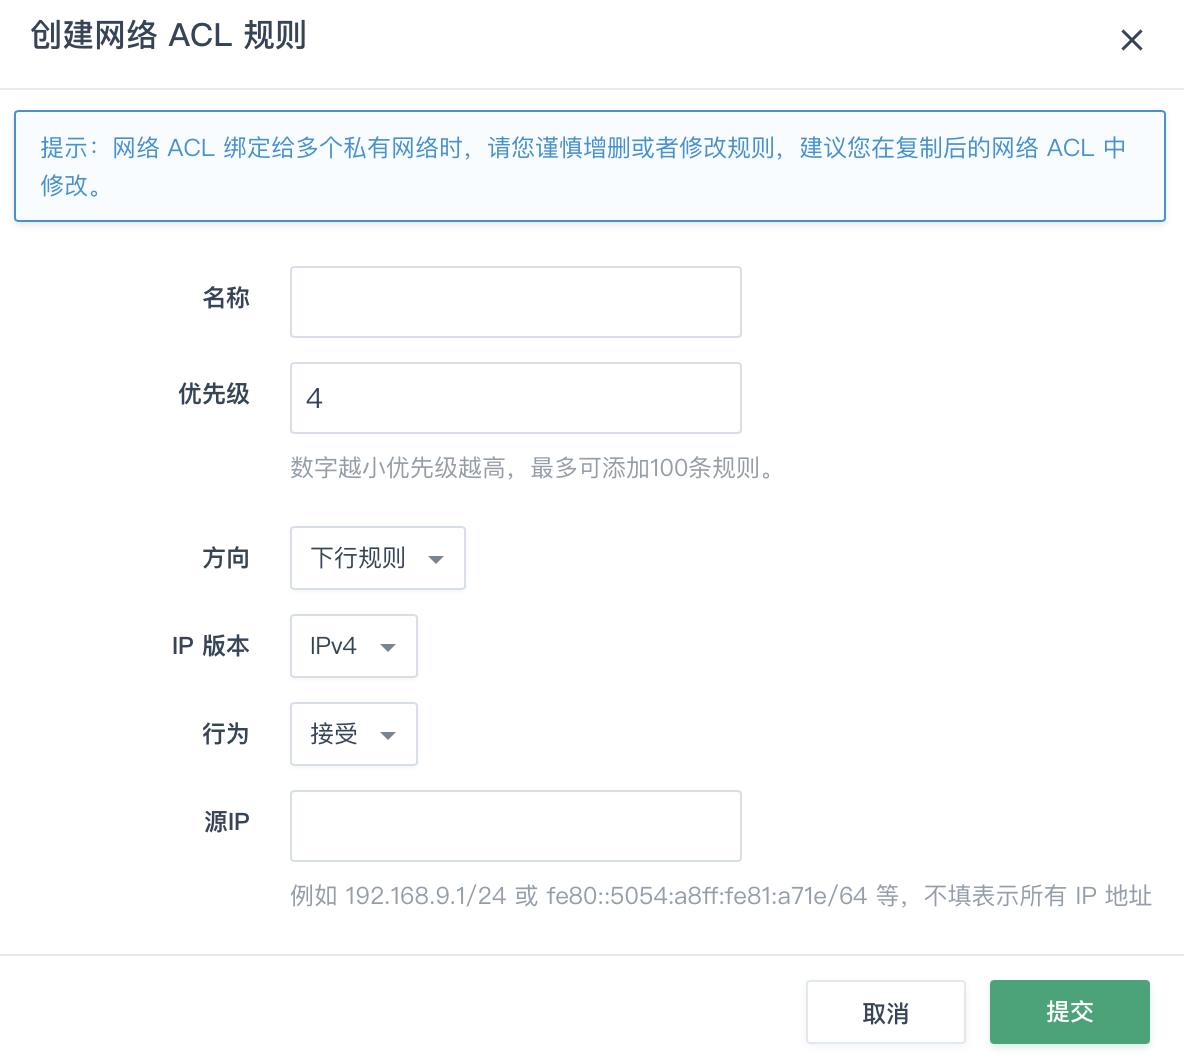 创建网络 ACL 规则
提示：网络 ACL 绑定给多个私有网络时，请您谨慎增删或者修改规则，建议您在复制后的网络 ACL 中
修改。
名称
优先级
4
数字越小优先级越高，最多可添加100条规则。
方向
下行规则
IP 版本
IPv4
行为
接受
源IP
例如 192.168.9.1/24 或 fe80::5054:a8ff:fe81:a71e/64 等，不填表示所有 IP 地址
取消
提交